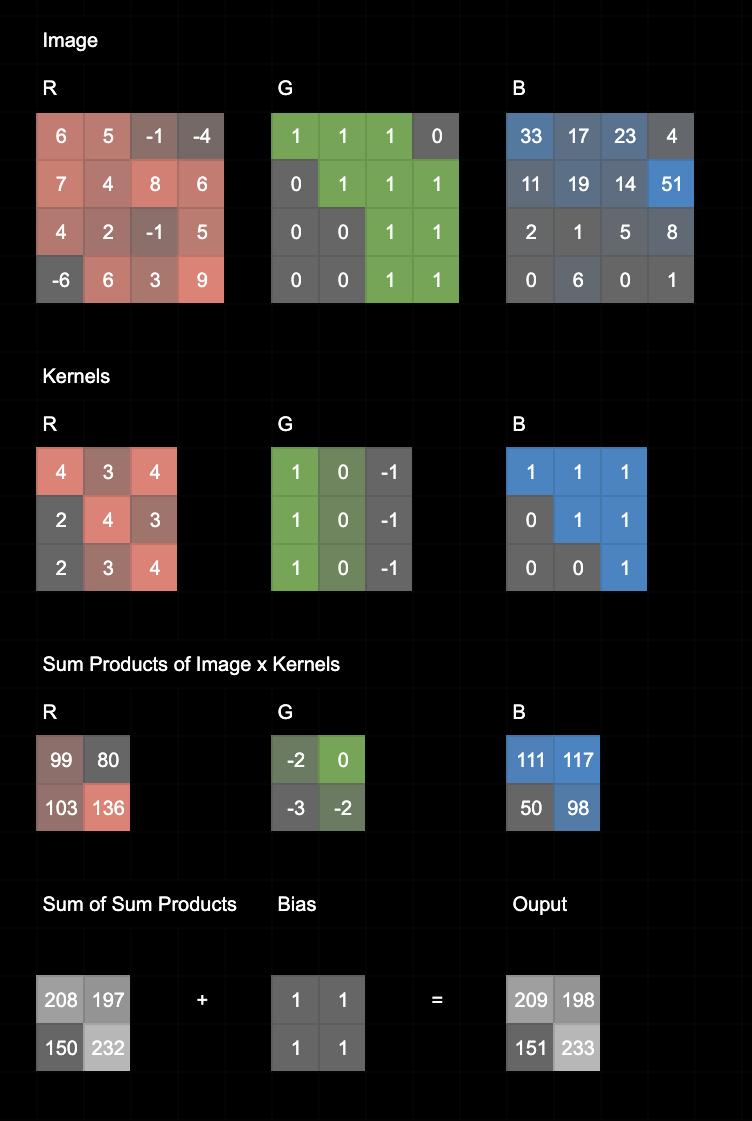 Image
R G B
6 5 -1 -4 1 1 1 0 33 17 23 4
7 4 8 6 0 1 1 1 11 19 14 51
4 2 -1 5 0 0 1 1 2 1 5 8
-6 6 3 9 0 0 1 1 0 6 0 1
Kernels
R G B
4 3 4 1 0 -1 1 1 1
2 4 3 1 0 -1 0 1 1
2 3 4 1 0 -1 0 0 1
Sum Products of Image x Kernels
R G B
99 80 -2 0 111 117
103 136 -3 -2 50 98
Sum of Sum Products Bias Ouput
208 197 + 1 1 = 209 198
150 232 1 1 151 233